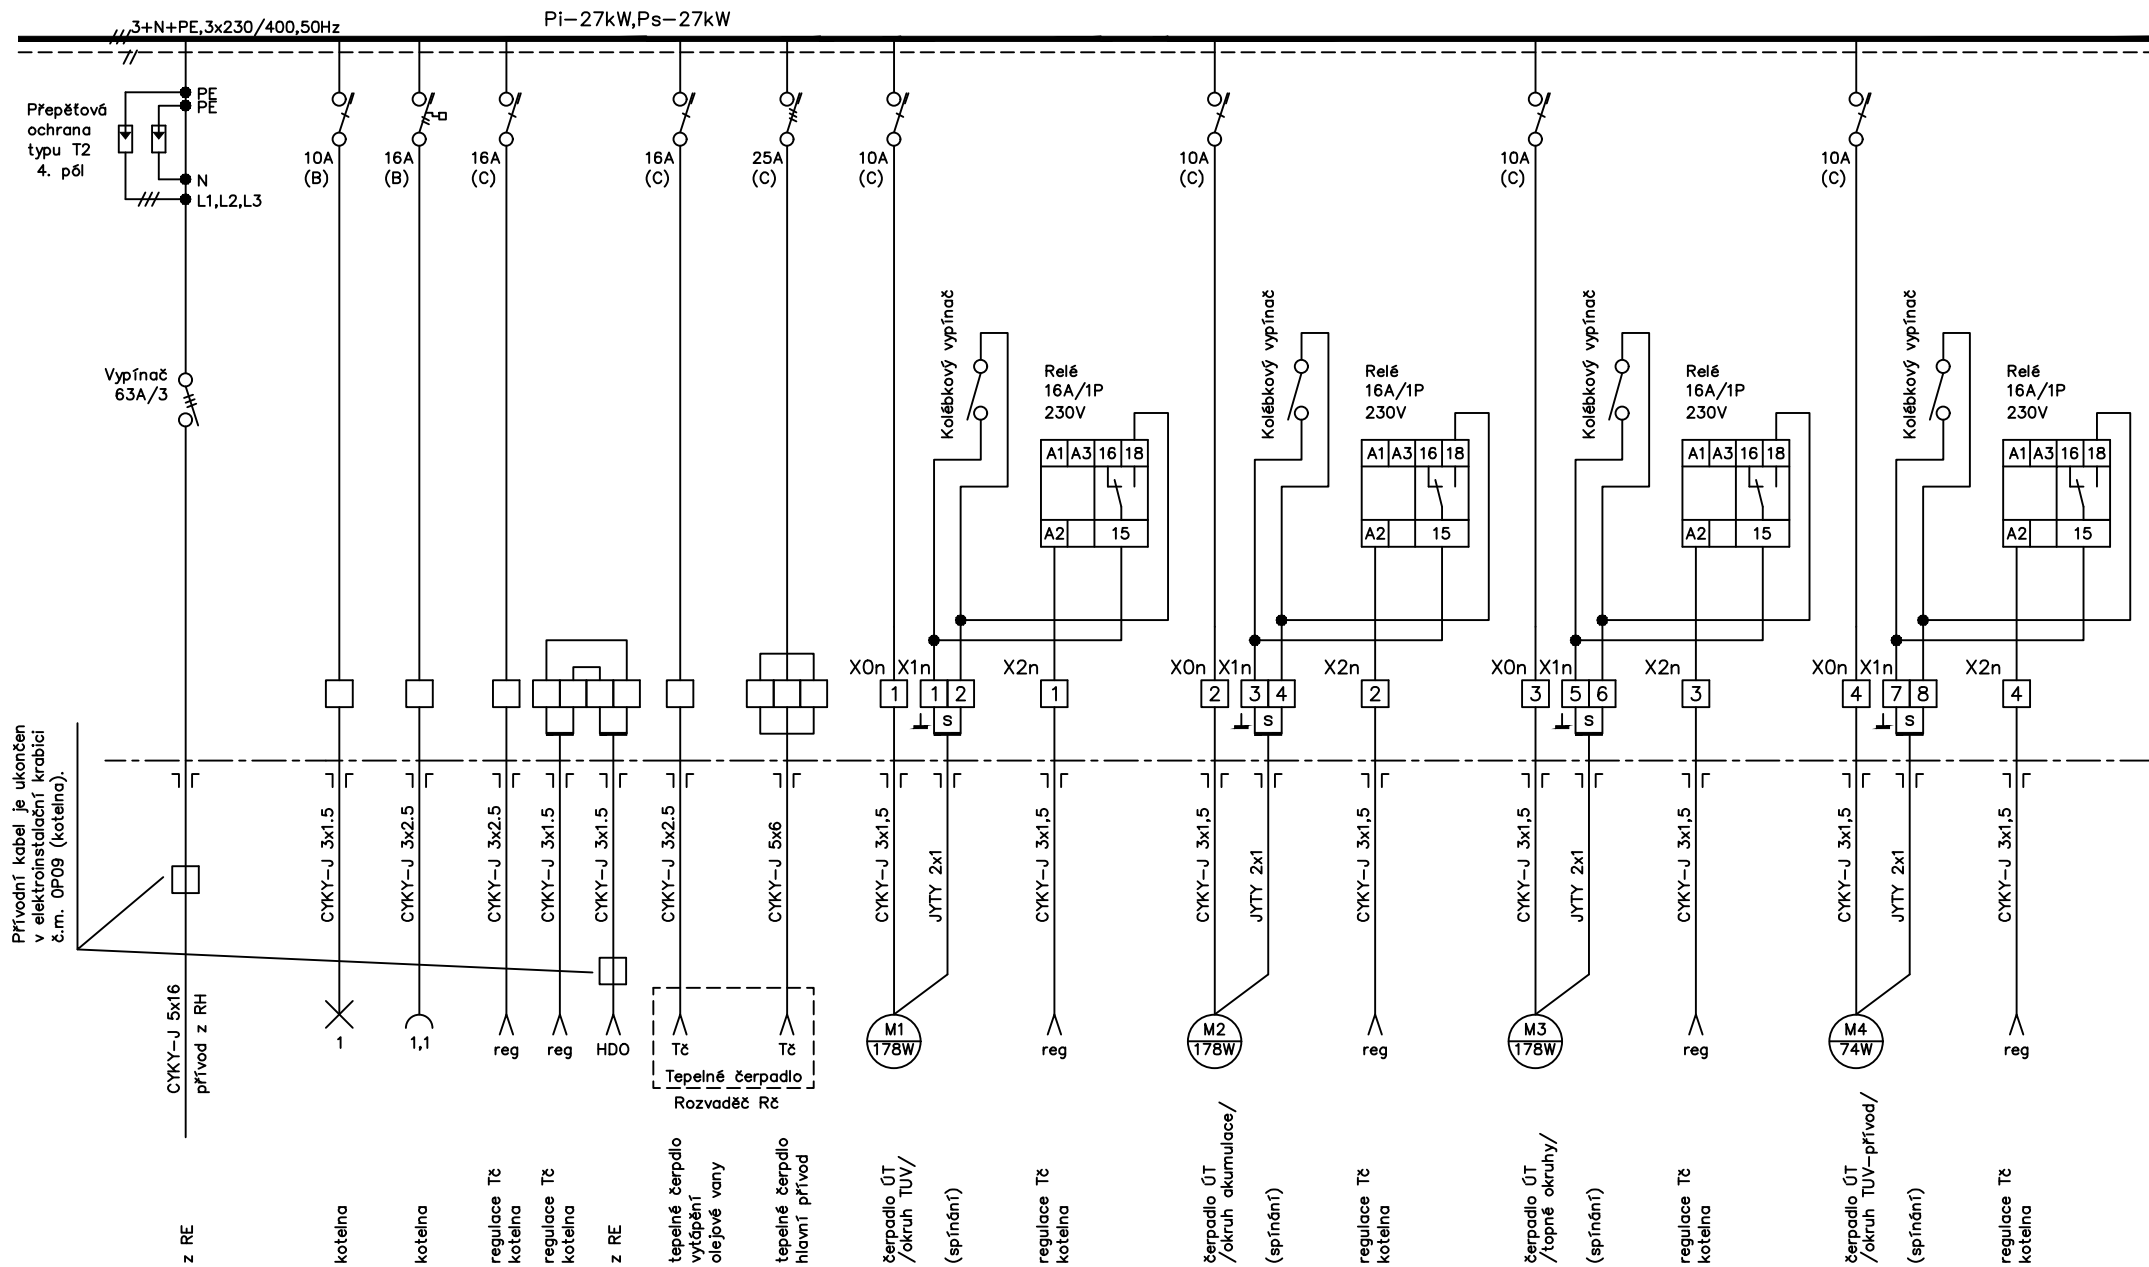 Pi-27kW,Ps-27kW
3+N+PE,3x230/400,50Hz
PE
PE
Přepěťová
ochrana
typu T2
4. pól
N
L1,L2,L3
10A
(B)
16A
(B)
16A
(C)
16A
(C)
25A
(C)
10A
(C)
10A
(C)
10A
(C)
10A
(C)
Vypínač
63A/3
Kolébkový vypínač
Relé
16A/1P
230V
A1 A3 16 18
A2 15
Kolébkový vypínač
Relé
16A/1P
230V
A1 A3 16 18
A2 15
Kolébkový vypínač
Relé
16A/1P
230V
A1 A3 16 18
A2 15
Kolébkový vypínač
Relé
16A/1P
230V
A1 A3 16 18
A2 15
X0n X1n X2n
1 1 2 1
s
X0n X1n X2n
2 3 4 2
s
X0n X1n X2n
3 5 6 3
s
X0n X1n X2n
4 7 8 4
s
Přívodní kabel je ukončen
v elektroinstalační krabici
č.m. 0P09 (kotelna).
CYKY-J 5x16
přívod z RH
CYKY-J 3x1.5
CYKY-J 3x2.5
CYKY-J 3x2.5
CYKY-J 3x1.5
CYKY-J 3x1.5
CYKY-J 3x2.5
CYKY-J 5x6
CYKY-J 3x1,5
JYTY 2x1
CYKY-J 3x1,5
CYKY-J 3x1,5
JYTY 2x1
CYKY-J 3x1,5
CYKY-J 3x1,5
JYTY 2x1
CYKY-J 3x1,5
CYKY-J 3x1,5
JYTY 2x1
CYKY-J 3x1,5
1
1,1
reg
reg
HDO
Tč
Tč
Tepelné čerpadlo
Rozvaděč Rč
M1
178W
reg
M2
178W
reg
M3
178W
reg
M4
74W
reg
z RE
kotelna
kotelna
regulace Tč
kotelna
regulace Tč
kotelna
z RE
tepelné čerpdlo
vytápění
olejové vany
tepelné čerpdlo
hlavní přívod
čerpadlo ÚT
/okruh TUV/
(spínání)
regulace Tč
kotelna
čerpadlo ÚT
/okruh akumulace/
(spínání)
regulace Tč
kotelna
čerpadlo ÚT
/topné okruhy/
(spínání)
regulace Tč
kotelna
čerpadlo ÚT
/okruh TUV-přívod/
(spínání)
regulace Tč
kotelna